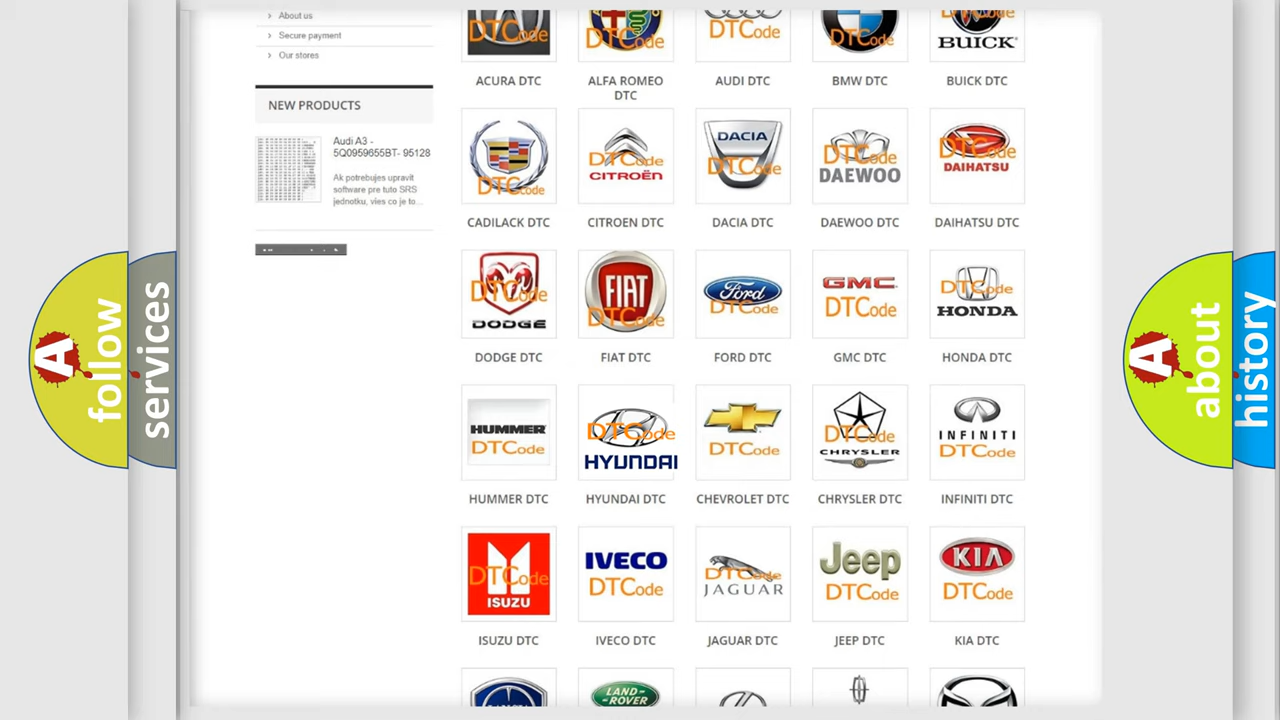 About us
Secure payment
Our stores
NEW PRODUCTS
Audi A3 -
5Q0959655BT- 95128
Ak potrebujes upravit
software pre tuto SRS
jednotku, vies co je to...
DTCode
DTCode
DTCode
DTCode
BUICK
ACURA DTC
ALFA ROMEO
DTC
AUDI DTC
BMW DTC
BUICK DTC
DTCode
DTCode
CITROËN
DACIA
DTCode
DTCode
DAEWOO
DTCode
DAIHATSU
CADILACK DTC
CITROEN DTC
DACIA DTC
DAEWOO DTC
DAIHATSU DTC
DTCode
DODGE
FIAT
DTCode
Ford
DTCode
GMC
DTCode
DTCode
HONDA
DODGE DTC
FIAT DTC
FORD DTC
GMC DTC
HONDA DTC
HUMMER
DTCode
DTCode
HYUNDAI
DTCode
DTCode
CHRYSLER
INFINITI
DTCode
HUMMER DTC
HYUNDAI DTC
CHEVROLET DTC
CHRYSLER DTC
INFINITI DTC
DTCode
ISUZU
IVECO
DTCode
DTCode
JAGUAR
Jeep
DTCode
KIA
DTCode
ISUZU DTC
IVECO DTC
JAGUAR DTC
JEEP DTC
KIA DTC
LAND-
ROVER
A
follow
services
A
about
history